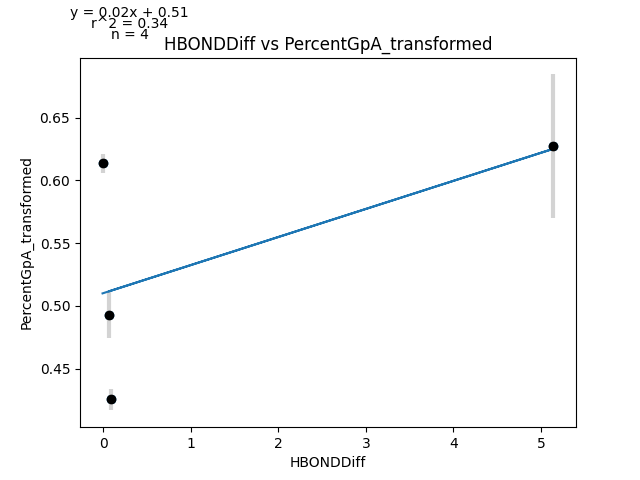 y = 0.02x + 0.51
r^2 = 0.34
n = 4
HBONDDiff vs PercentGpA_transformed
PercentGpA_transformed
0.65
0.60
0.55
0.50
0.45
0 1 2 3 4 5
HBONDDiff